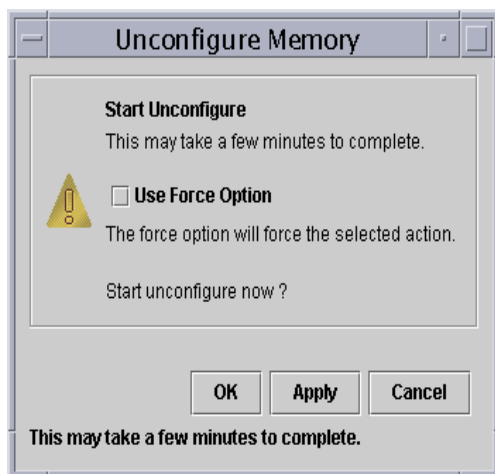 Unconfigure Memory
Start Unconfigure
This may take a few minutes to complete.
Use Force Option
The force option will force the selected action.
Start unconfigure now ?
OK Apply Cancel
This may take a few minutes to complete.